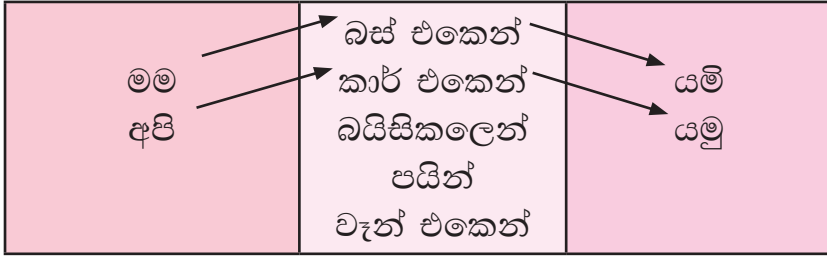 මම
අපි
බස් එකෙන්
කාර් එකෙන්
බයිසිකලෙන්
පයින්
වෑන් එකෙන්
යමි
යමු